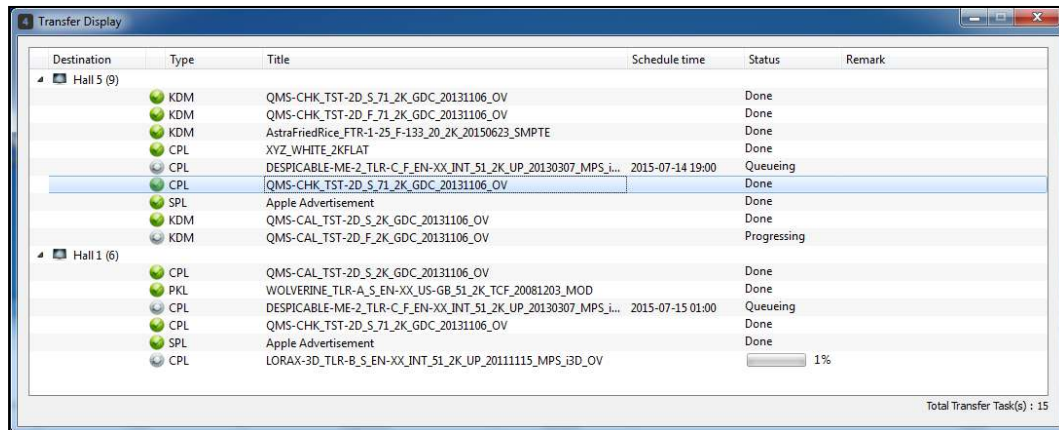 4 Transfer Display
Destination Type Title Schedule time Status Remark
Hall 5 (9)
KDM QMS-CHK_TST-2D_S_71_2K_GDC_20131106_OV Done
KDM QMS-CHK_TST-2D_F_71_2K_GDC_20131106_OV Done
KDM AstraFriedRice_FTR-1-25_F-133_20_2K_20150623_SMPTE Done
CPL XYZ_WHITE_2KFLAT Done
CPL DESPICABLE-ME-2_TLR-C_F_EN-XX_INT_51_2K_UP_20130307_MPS_i... 2015-07-14 19:00 Queueing
CPL QMS-CHK_TST-2D_S_71_2K_GDC_20131106_OV Done
SPL Apple Advertisement Done
KDM QMS-CAL_TST-2D_S_2K_GDC_20131106_OV Done
KDM QMS-CAL_TST-2D_F_2K_GDC_20131106_OV Progressing
Hall 1 (6)
CPL QMS-CAL_TST-2D_S_2K_GDC_20131106_OV Done
PKL WOLVERINE_TLR-A_S_EN-XX_US-GB_51_2K_TCF_20081203_MOD Done
CPL DESPICABLE-ME-2_TLR-C_F_EN-XX_INT_51_2K_UP_20130307_MPS_i... 2015-07-15 01:00 Queueing
CPL QMS-CHK_TST-2D_S_71_2K_GDC_20131106_OV Done
SPL Apple Advertisement Done
CPL LORAX-3D_TLR-B_S_EN-XX_INT_51_2K_UP_20111115_MPS_i3D_OV 1%
Total Transfer Task(s) : 15